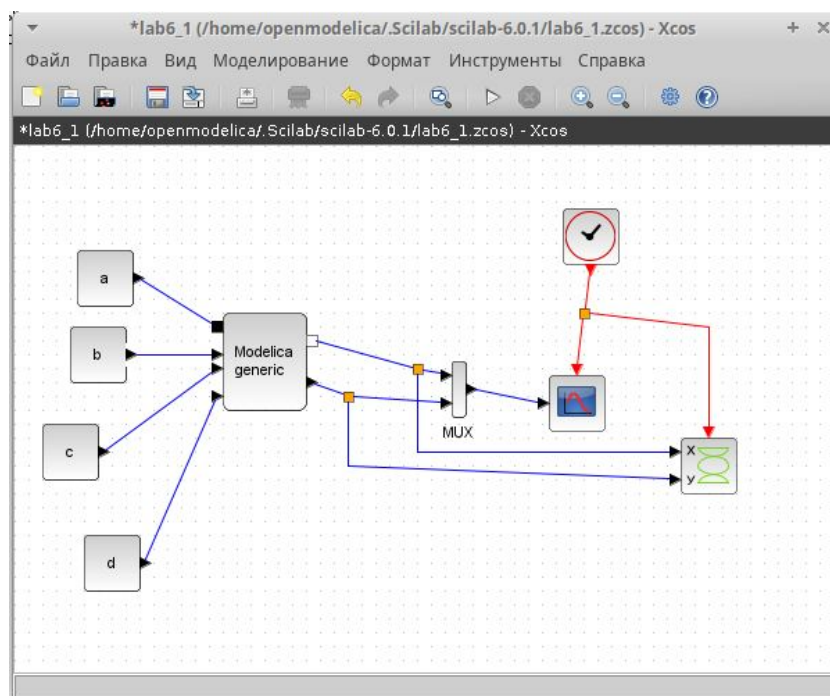 *lab6_1 (/home/openmodelica/.Scilab/scilab-6.0.1/lab6_1.zcos) - Xcos
Файл Правка Вид Моделирование Формат Инструменты Справка
*lab6_1 (/home/openmodelica/.Scilab/scilab-6.0.1/lab6_1.zcos) - Xcos
a
b
Modelica
generic
MUX
c
X
y
d